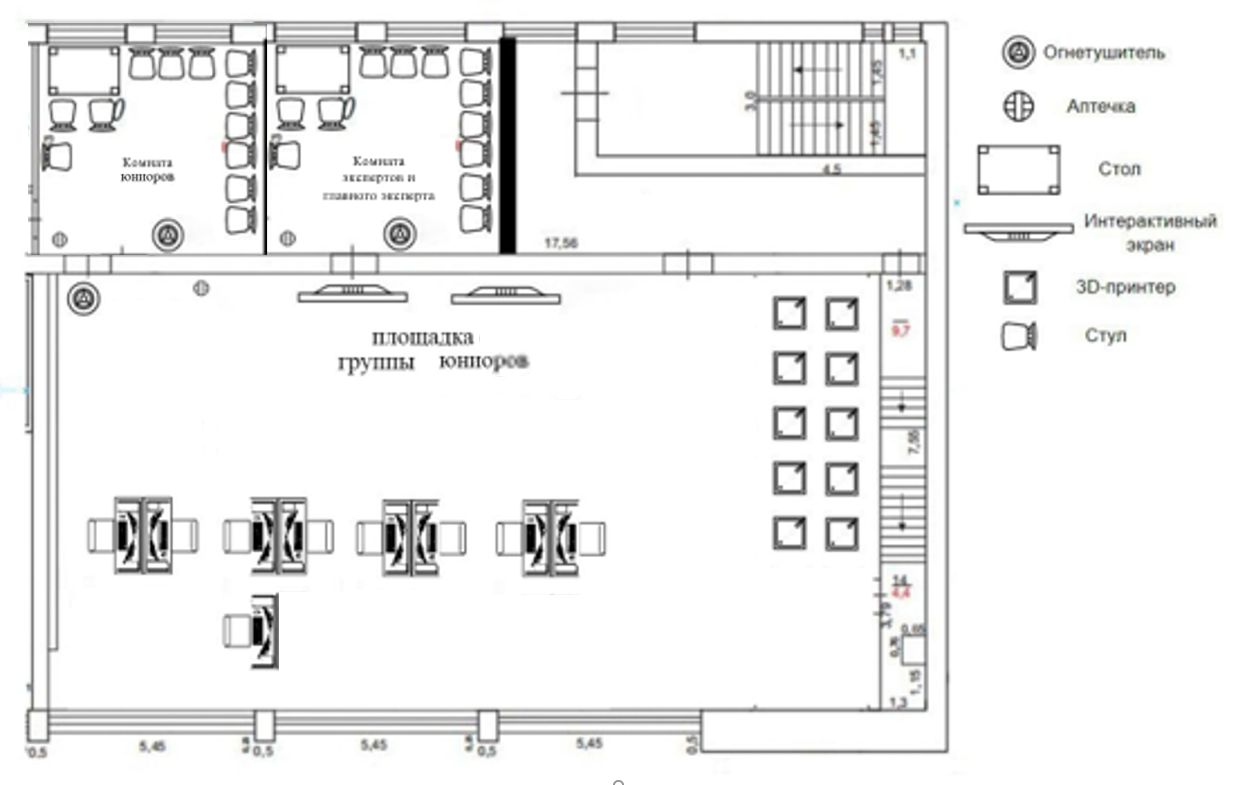 Огнетушитель
Аптечка
Стол
Интерактивный
экран
3D-принтер
Стул
Комната
юниоров
Комната
экспертов и
главного эксперта
1,1
3,0
1,45
1,45
4,5
17,56
площадка
группы юниоров
1,28
9,7
7,55
14
4,4
3,79
0,65
0,76
1,15
1,3
0,5
5,45
0,5
5,45
0,5
5,45
0,5